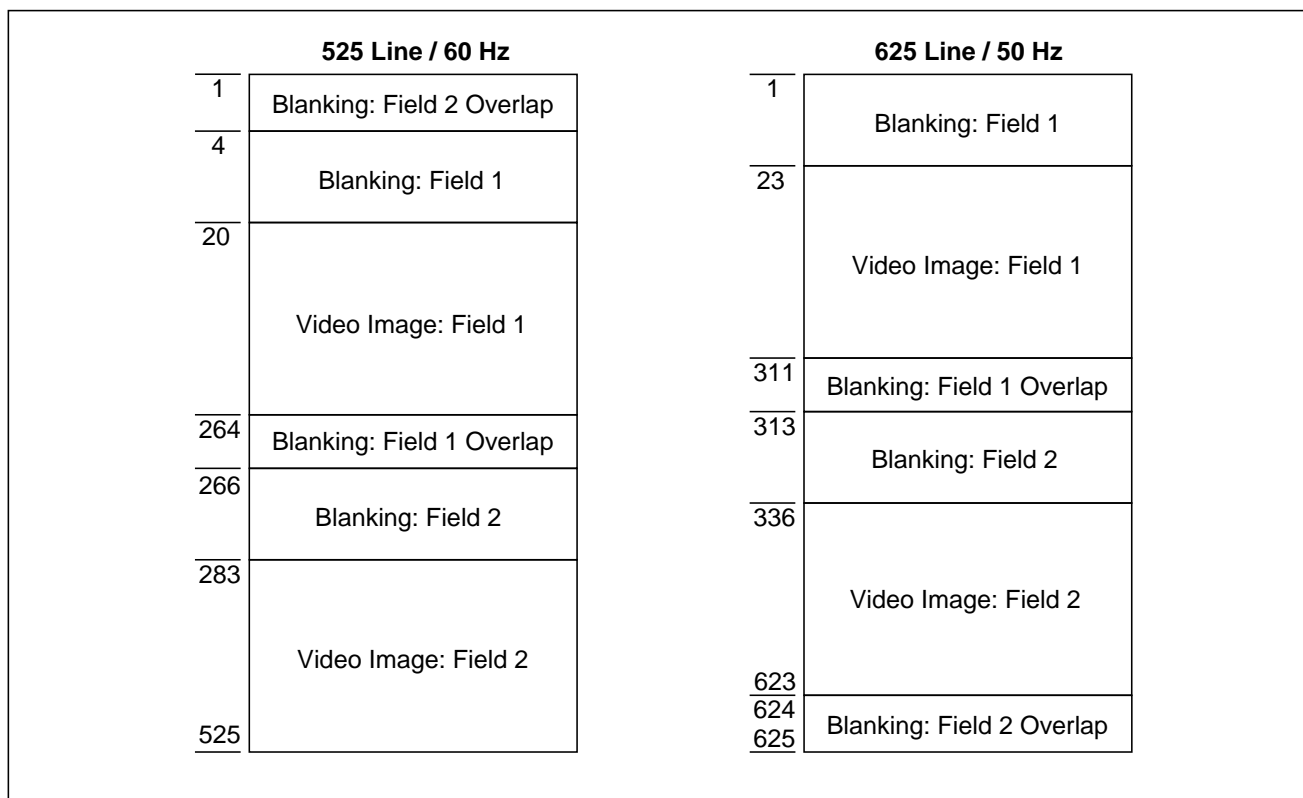 525 Line / 60 Hz
1
Blanking: Field 2 Overlap
4
Blanking: Field 1
20
Video Image: Field 1
264
Blanking: Field 1 Overlap
266
Blanking: Field 2
283
Video Image: Field 2
525
625 Line / 50 Hz
1
Blanking: Field 1
23
Video Image: Field 1
311
Blanking: Field 1 Overlap
313
Blanking: Field 2
336
Video Image: Field 2
623
624
Blanking: Field 2 Overlap
625